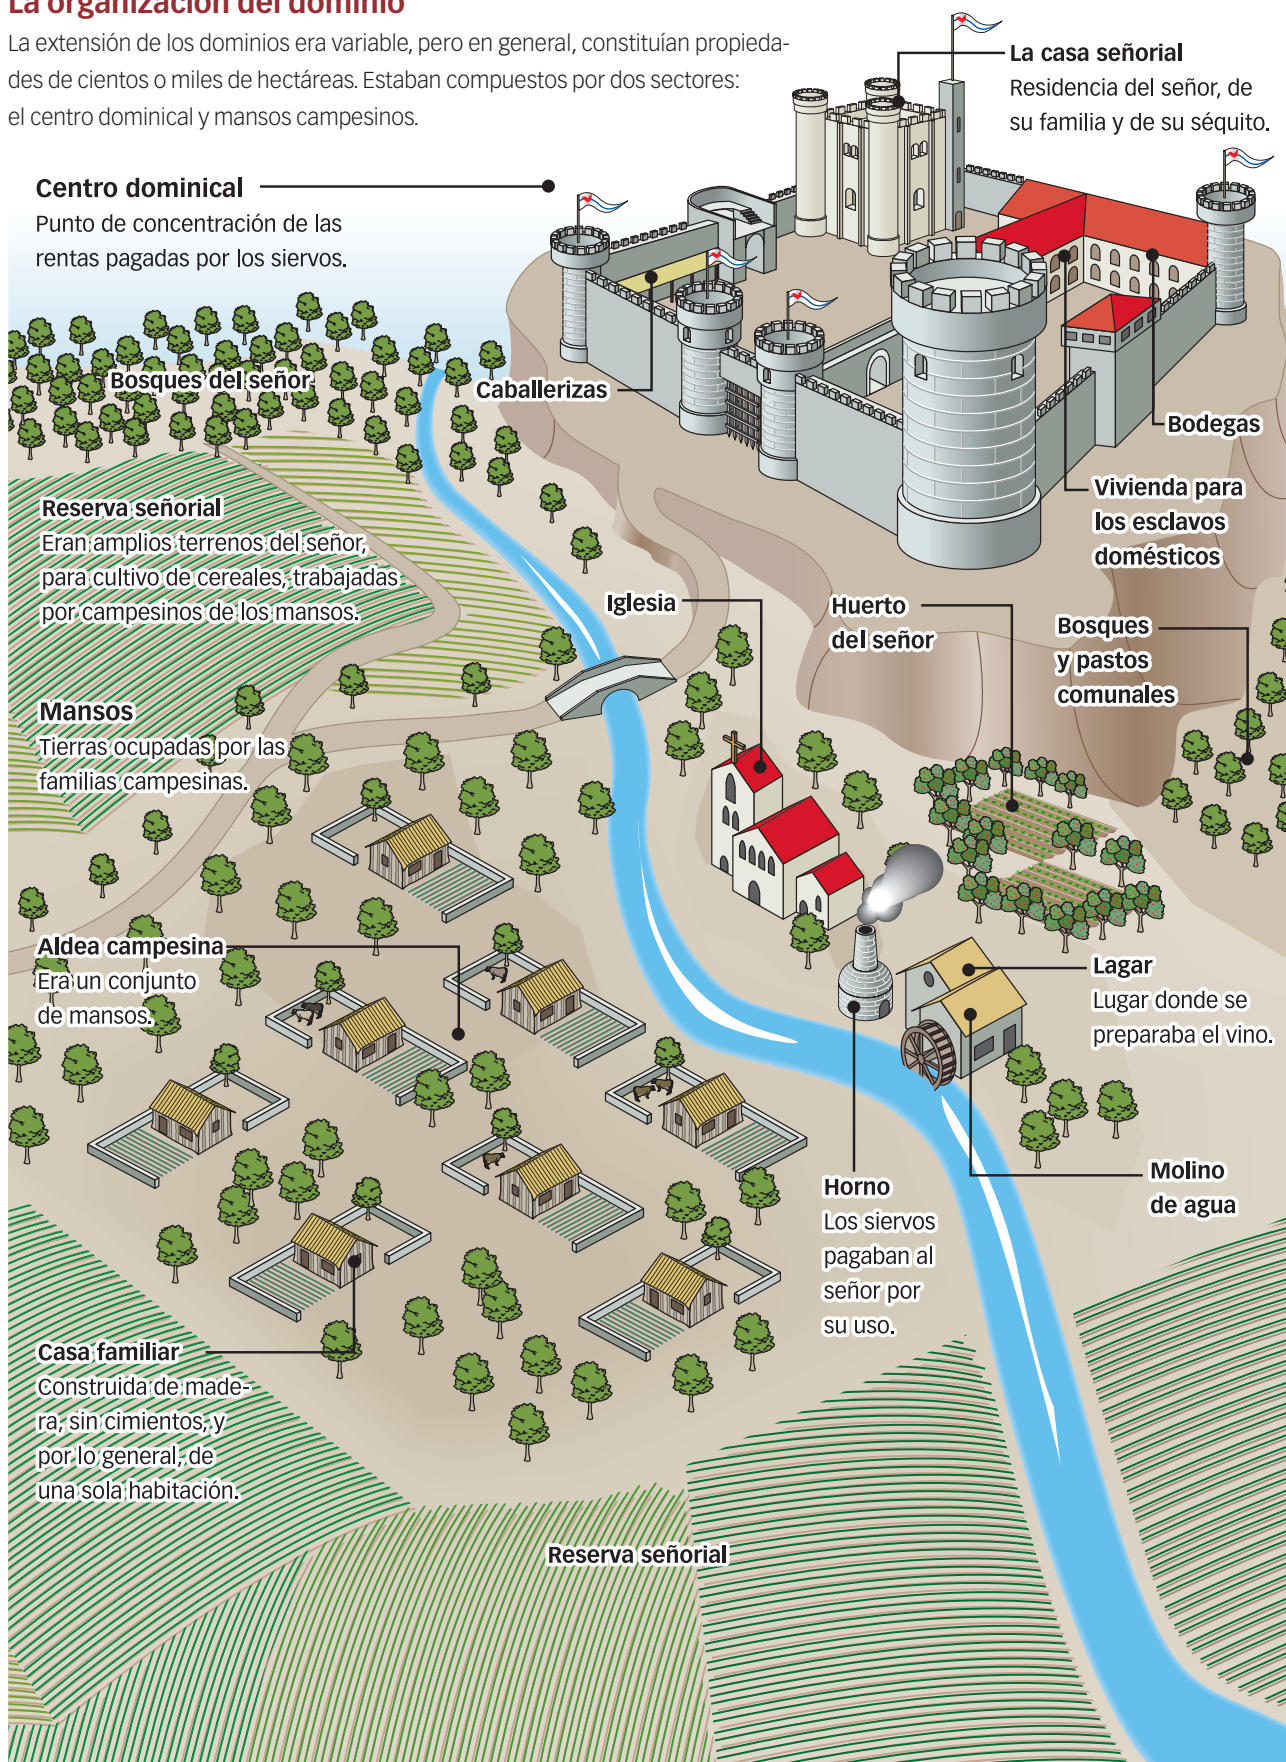 La organización del dominio
La extensión de los dominios era variable, pero en general, constituían propieda-
des de cientos o miles de hectáreas. Estaban compuestos por dos sectores:
el centro dominical y mansos campesinos.
La casa señorial
Residencia del señor, de
su familia y de su séquito.
Centro dominical
Punto de concentración de las
rentas pagadas por los siervos.
Bosques del señor
Caballerizas
Bodegas
Vivienda para
los esclavos
domésticos
Reserva señorial
Eran amplios terrenos del señor,
para cultivo de cereales, trabajadas
por campesinos de los mansos.
Iglesia
Huerto
del señor
Bosques
y pastos
comunales
Mansos
Tierras ocupadas por las
familias campesinas.
Aldea campesina
Era un conjunto
de mansos.
Lagar
Lugar donde se
preparaba el vino.
Horno
Los siervos
pagaban al
señor por
su uso.
Molino
de agua
Casa familiar
Construida de made-
ra, sin cimientos, y
por lo general, de
una sola habitación.
Reserva señorial